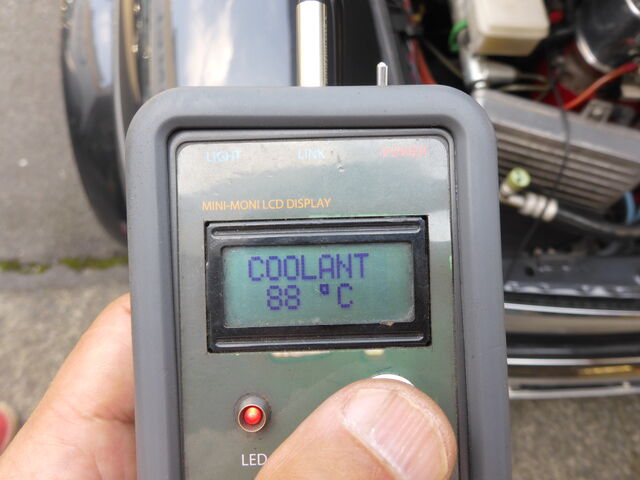 LIGHT LINK POWER
MINI-MONI LCD DISPLAY
COOLANT
88 °C
LED